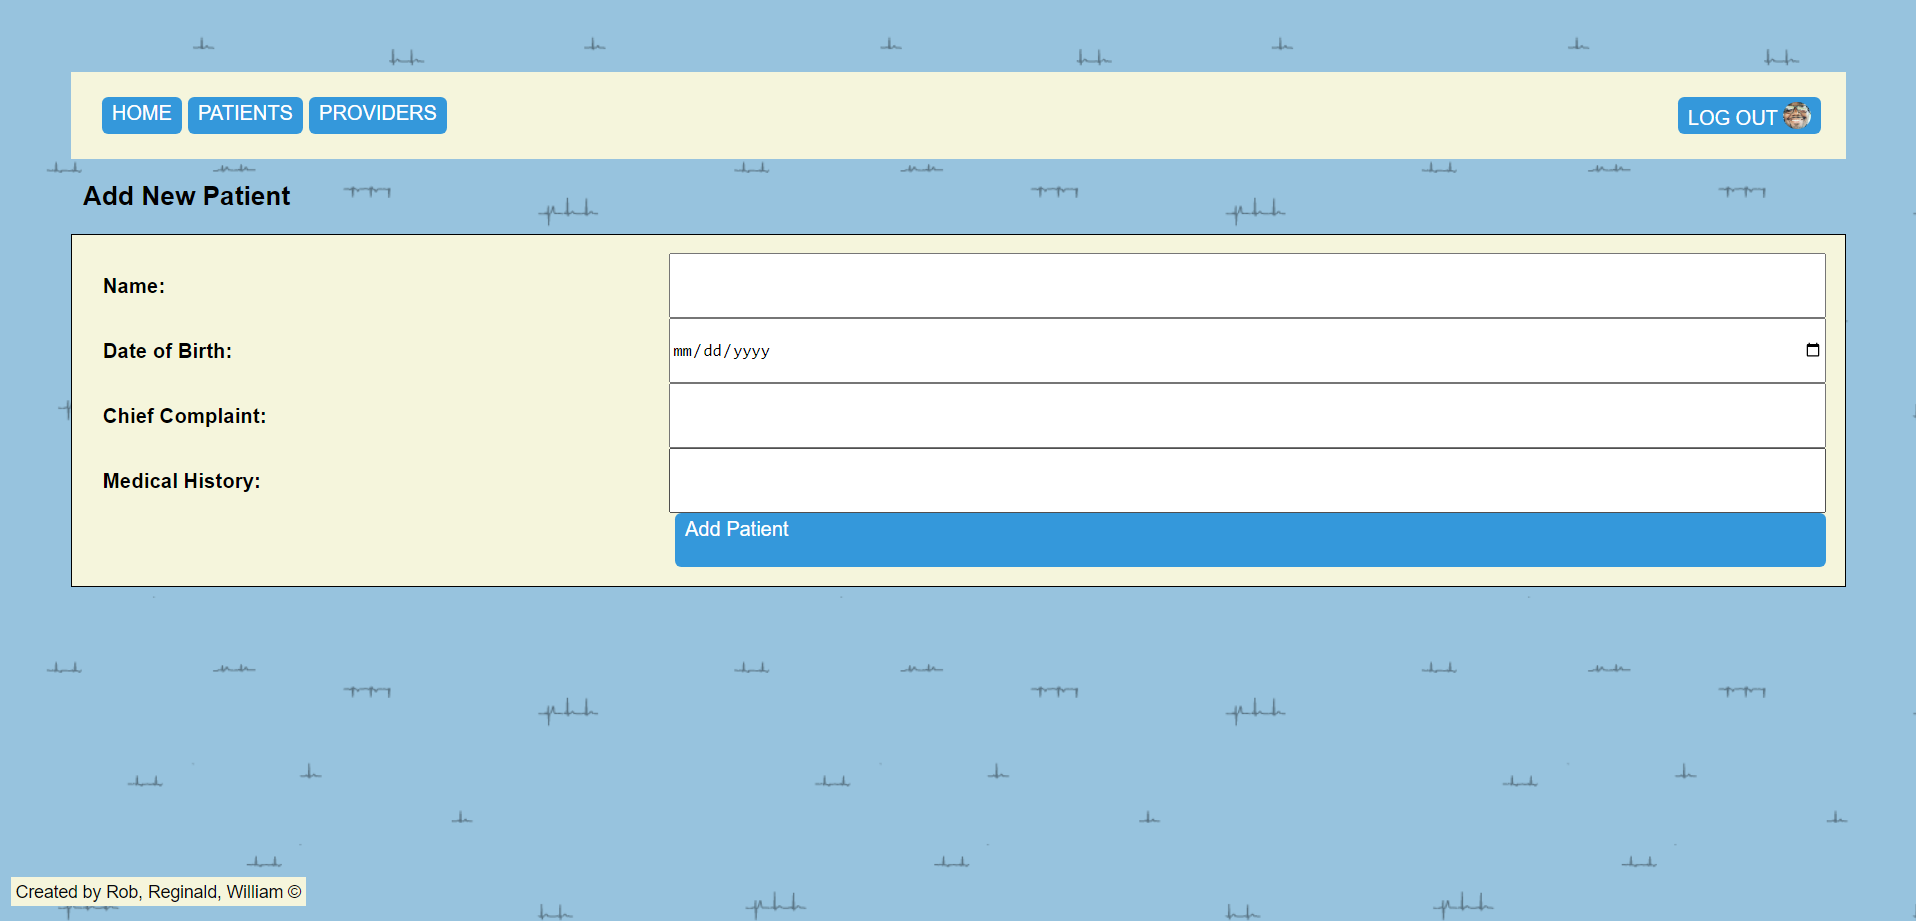 HOME PATIENTS PROVIDERS LOG OUT
Add New Patient
Name:
Date of Birth: mm/dd/yyyy
Chief Complaint:
Medical History:
Add Patient
Created by Rob, Reginald, William ©